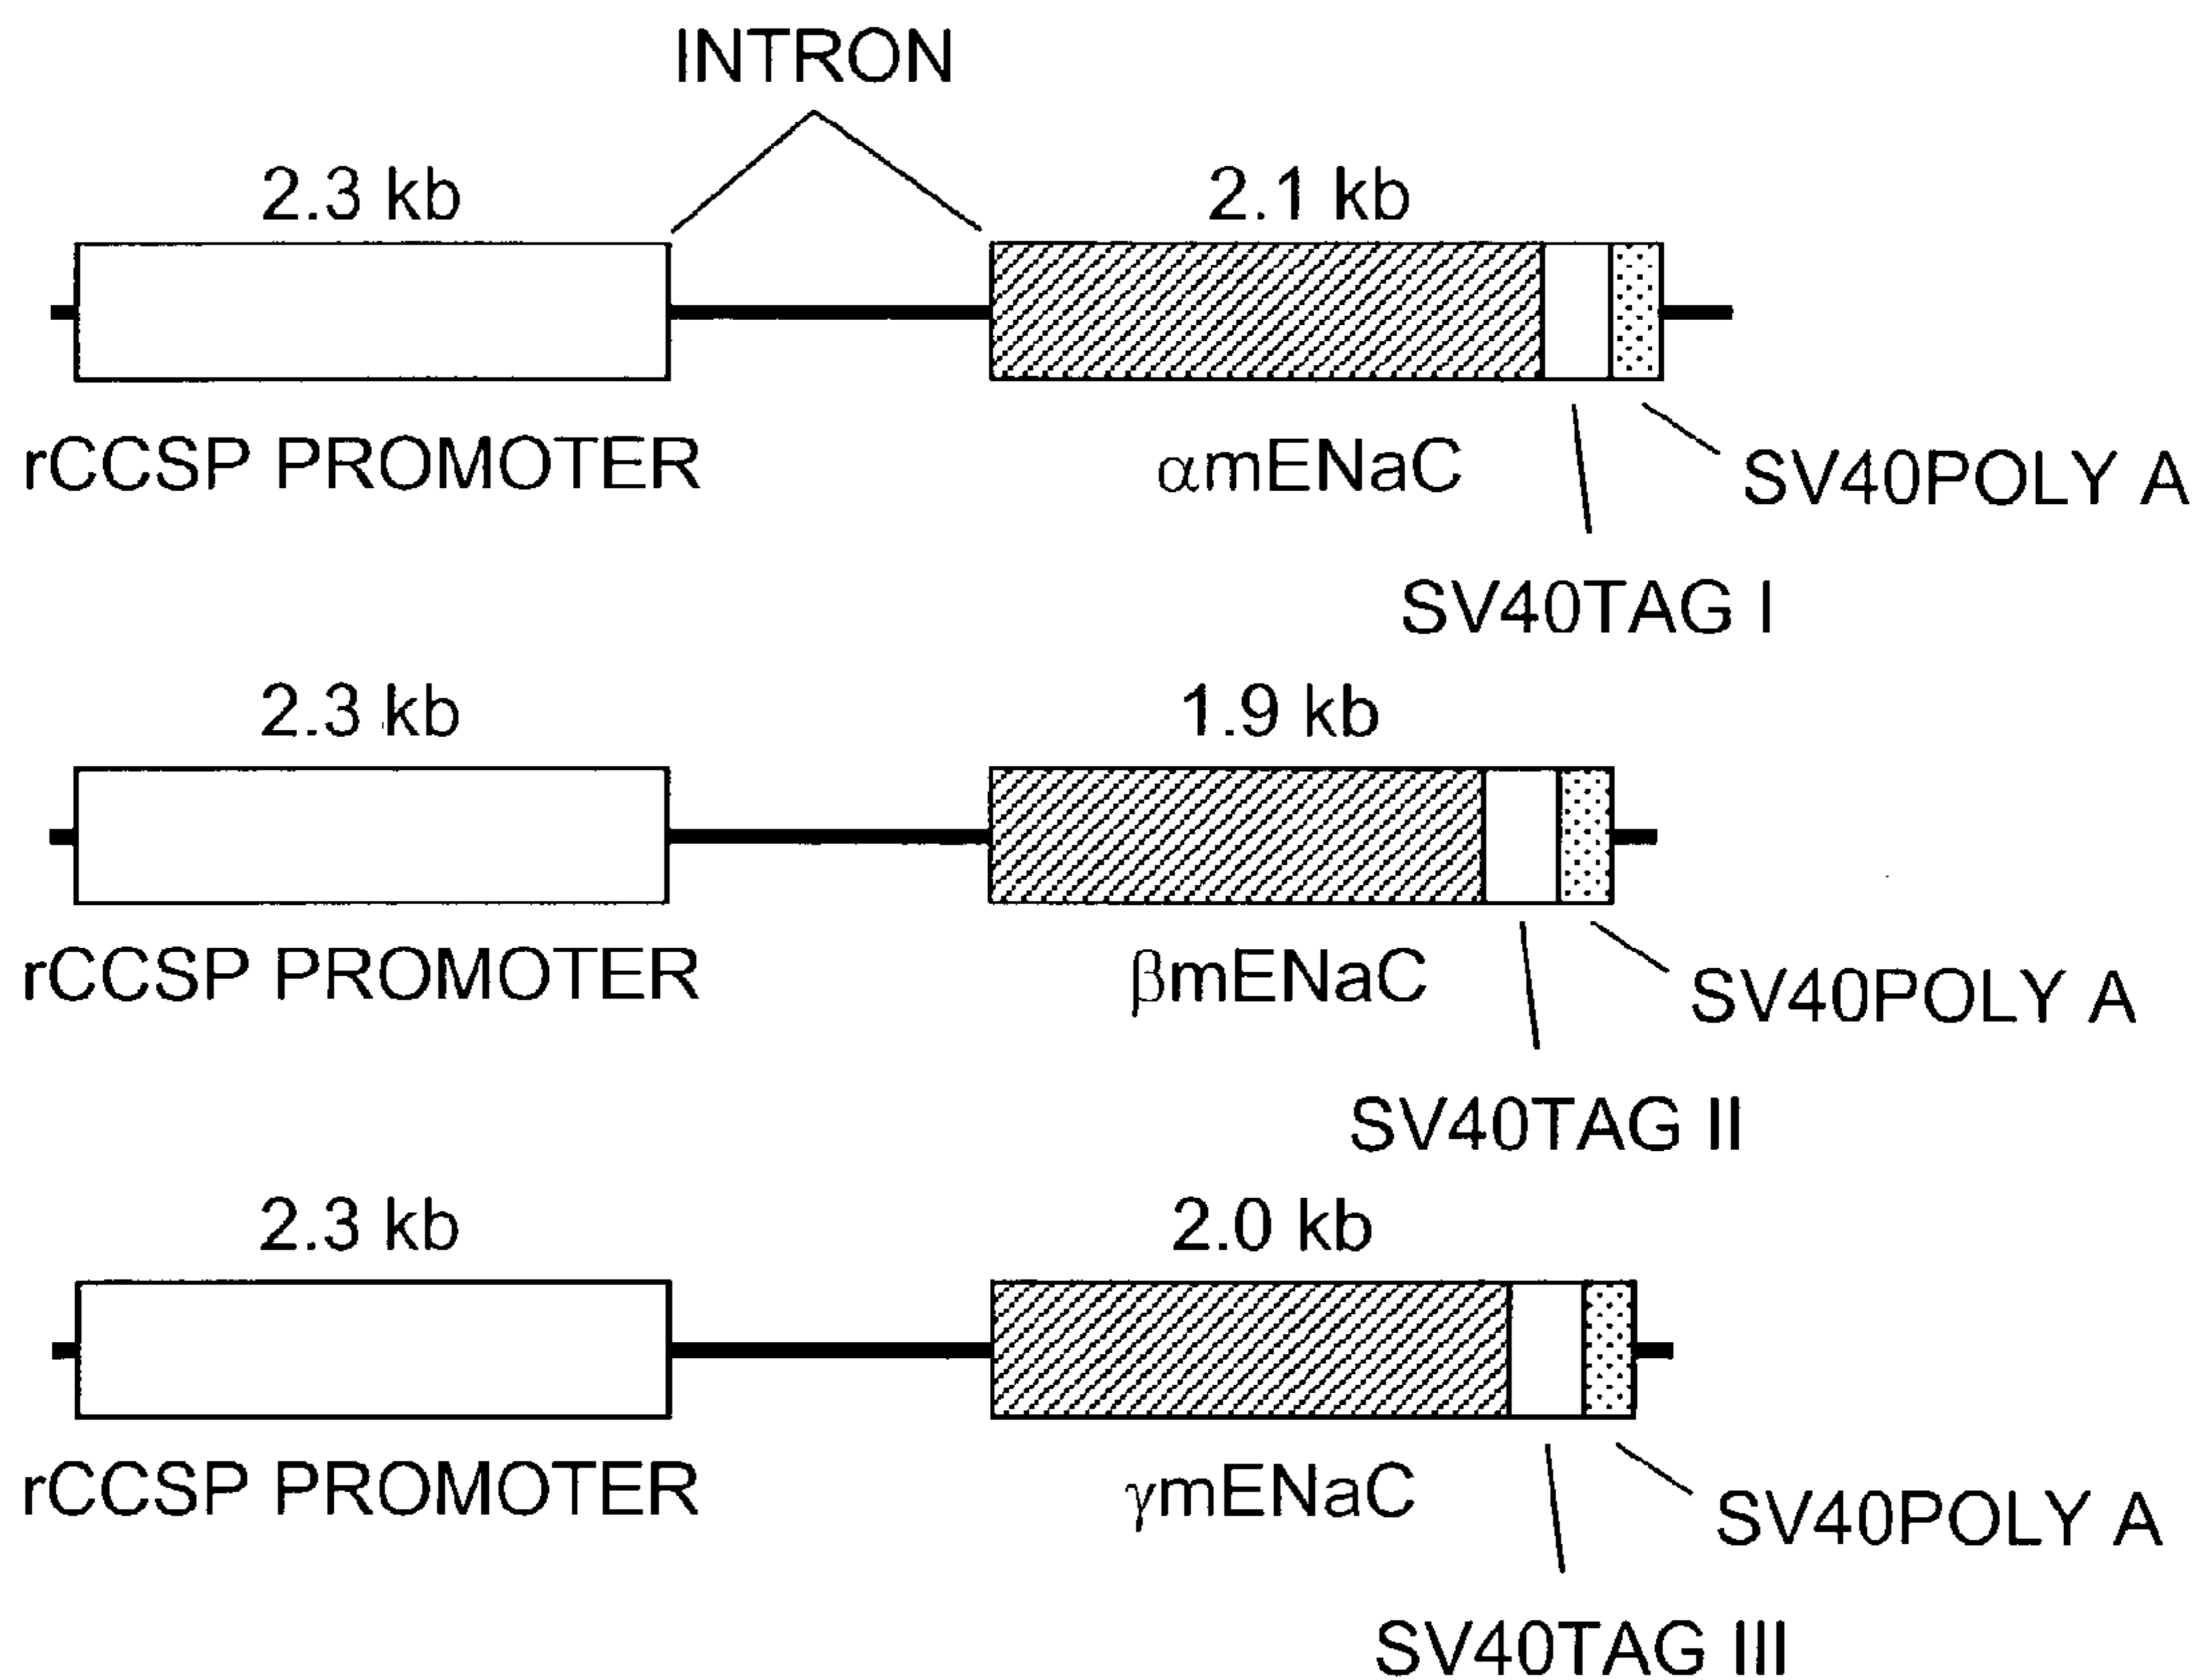 INTRON
2.3 kb 2.1 kb
rCCSP PROMOTER αmENaC SV40POLY A
SV40TAG I
2.3 kb 1.9 kb
rCCSP PROMOTER βmENaC SV40POLY A
SV40TAG II
2.3 kb 2.0 kb
rCCSP PROMOTER γmENaC SV40POLY A
SV40TAG III